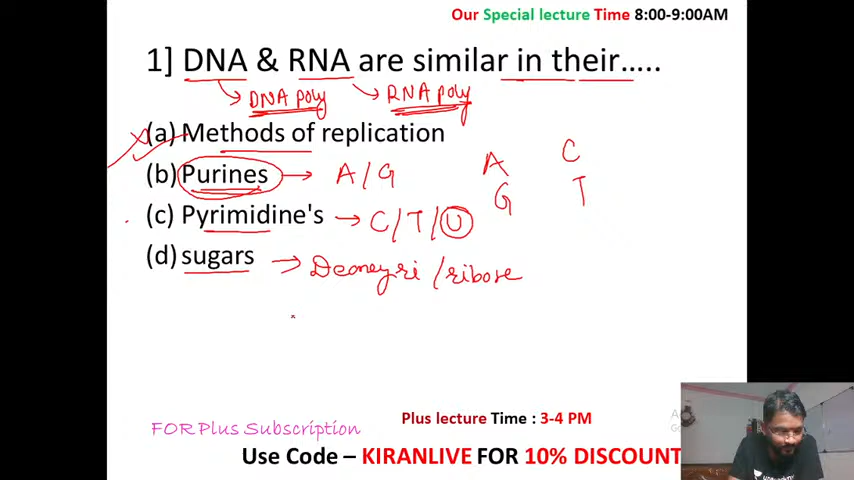 Our Special lecture Time 8:00-9:00AM
1] DNA & RNA are similar in their.....
DNA poly RNA poly
(a) Methods of replication
(b) Purines → A/G A C
G T
(c) Pyrimidine's → C/T/U
(d) sugars → Deoxyri/ribose
FOR Plus Subscription
Plus lecture Time : 3-4 PM
Use Code – KIRANLIVE FOR 10% DISCOUNT